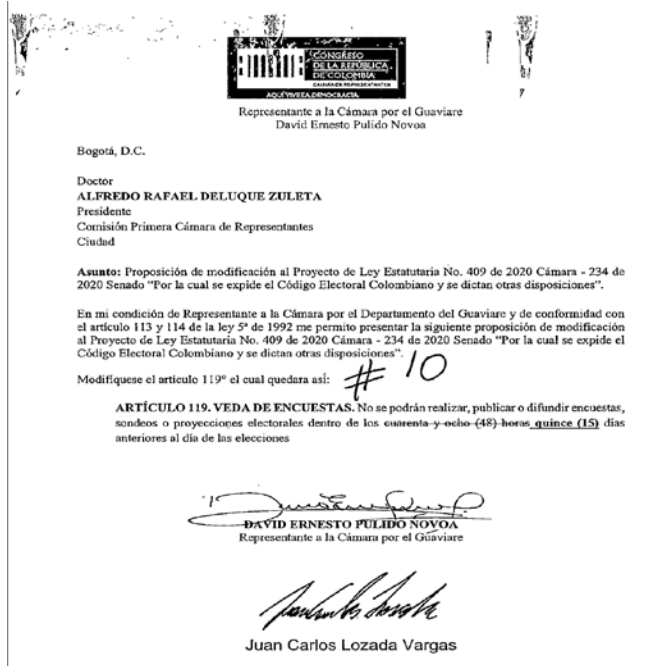 CONGRESO
DE LA REPÚBLICA
DE COLOMBIA
CÁMARA DE REPRESENTANTES
AQUÍ VIVE LA DEMOCRACIA
Representante a la Cámara por el Guaviare
David Ernesto Pulido Novoa
Bogotá, D.C.
Doctor
ALFREDO RAFAEL DELUQUE ZULETA
Presidente
Comisión Primera Cámara de Representantes
Ciudad
Asunto: Proposición de modificación al Proyecto de Ley Estatutaria No. 409 de 2020 Cámara - 234 de
2020 Senado “Por la cual se expide el Código Electoral Colombiano y se dictan otras disposiciones”.
En mi condición de Representante a la Cámara por el Departamento del Guaviare y de conformidad con
el artículo 113 y 114 de la ley 5ª de 1992 me permito presentar la siguiente proposición de modificación
al Proyecto de Ley Estatutaria No. 409 de 2020 Cámara - 234 de 2020 Senado “Por la cual se expide el
Código Electoral Colombiano y se dictan otras disposiciones”.
# 10
Modifíquese el artículo 119º el cual quedara así:
ARTÍCULO 119. VEDA DE ENCUESTAS. No se podrán realizar, publicar o difundir encuestas,
sondeos o proyecciones electorales dentro de los cuarenta y ocho (48) horas quince (15) días
anteriores al día de las elecciones
DAVID ERNESTO PULIDO NOVOA
Representante a la Cámara por el Guaviare
Juan Carlos Lozada Vargas